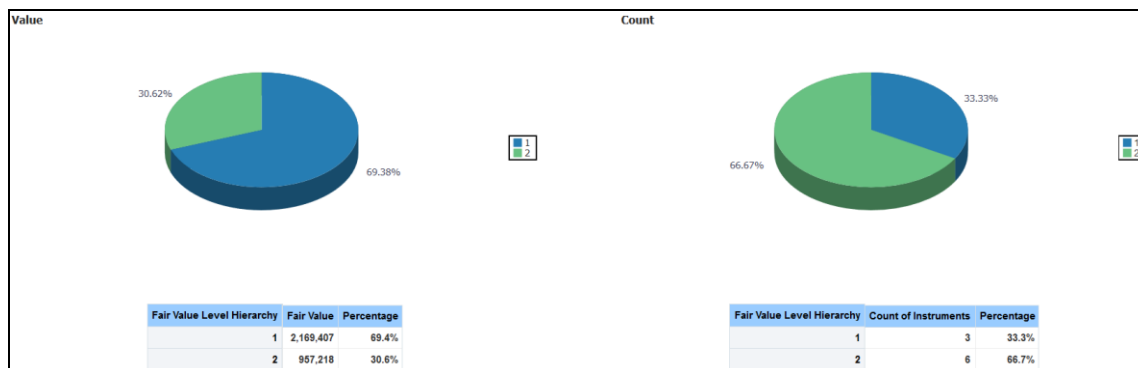 Value
30.62%
69.38%
1
2
Fair Value Level Hierarchy Fair Value Percentage
1 2,169,407 69.4%
2 957,218 30.6%
Count
33.33%
66.67%
1
2
Fair Value Level Hierarchy Count of Instruments Percentage
1 3 33.3%
2 6 66.7%